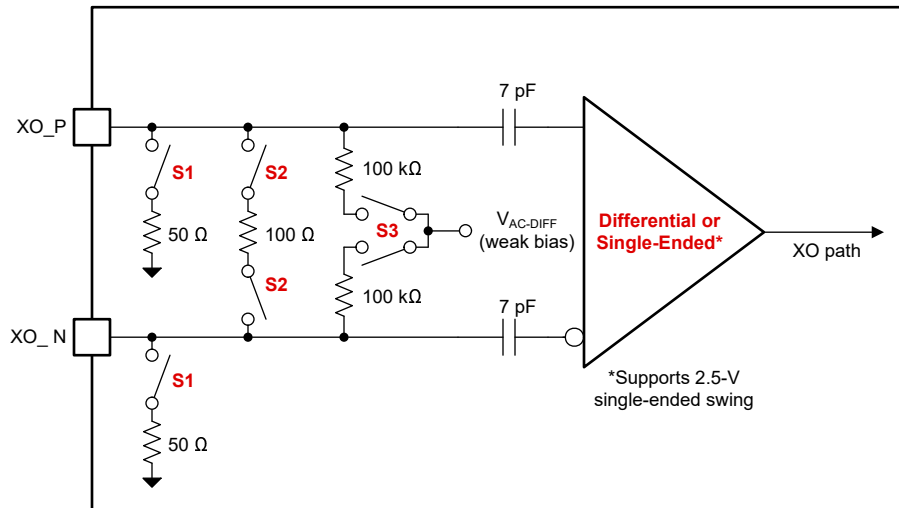 7 pF
XO_P
S1
S2
100 kΩ
50 Ω
100 Ω
S3
V_AC-DIFF
(weak bias)
Differential or
Single-Ended*
XO path
S2
100 kΩ
7 pF
XO_ N
S1
*Supports 2.5-V
single-ended swing
50 Ω